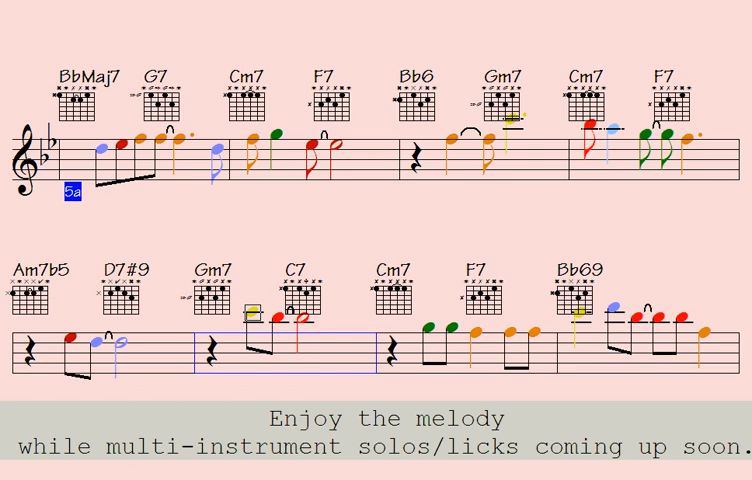 BbMaj7 G7 Cm7 F7 Bb6 Gm7 Cm7 F7
5a
Am7b5 D7#9 Gm7 C7 Cm7 F7 Bb69
Enjoy the melody
while multi-instrument solos/licks coming up soon.